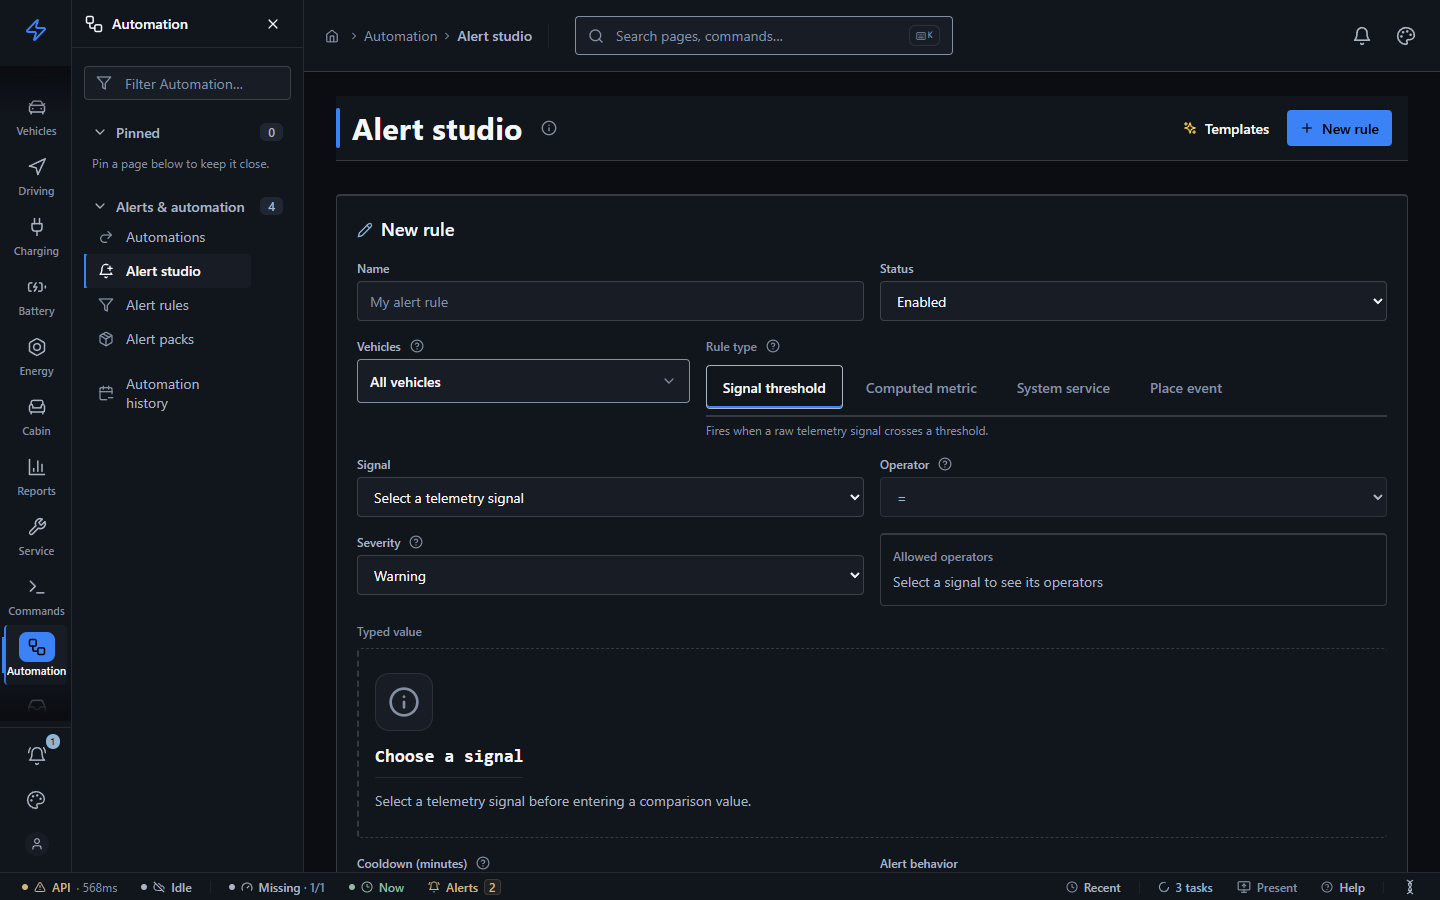 Automation
Automation
Alert studio
Search pages, commands...
K
Filter Automation...
Pinned
0
Pin a page below to keep it close.
Alerts & automation
4
Automations
Alert studio
Alert rules
Alert packs
Automation
history
Vehicles
Driving
Charging
Battery
Energy
Cabin
Reports
Service
Commands
Automation
1
Alert studio
Templates
New rule
New rule
Name
My alert rule
Status
Enabled
Vehicles
All vehicles
Rule type
Signal threshold
Computed metric
System service
Place event
Fires when a raw telemetry signal crosses a threshold.
Signal
Select a telemetry signal
Operator
=
Severity
Warning
Allowed operators
Select a signal to see its operators
Typed value
Choose a signal
Select a telemetry signal before entering a comparison value.
Cooldown (minutes)
Alert behavior
API · 568ms
Idle
Missing · 1/1
Now
Alerts 2
Recent
3 tasks
Present
Help